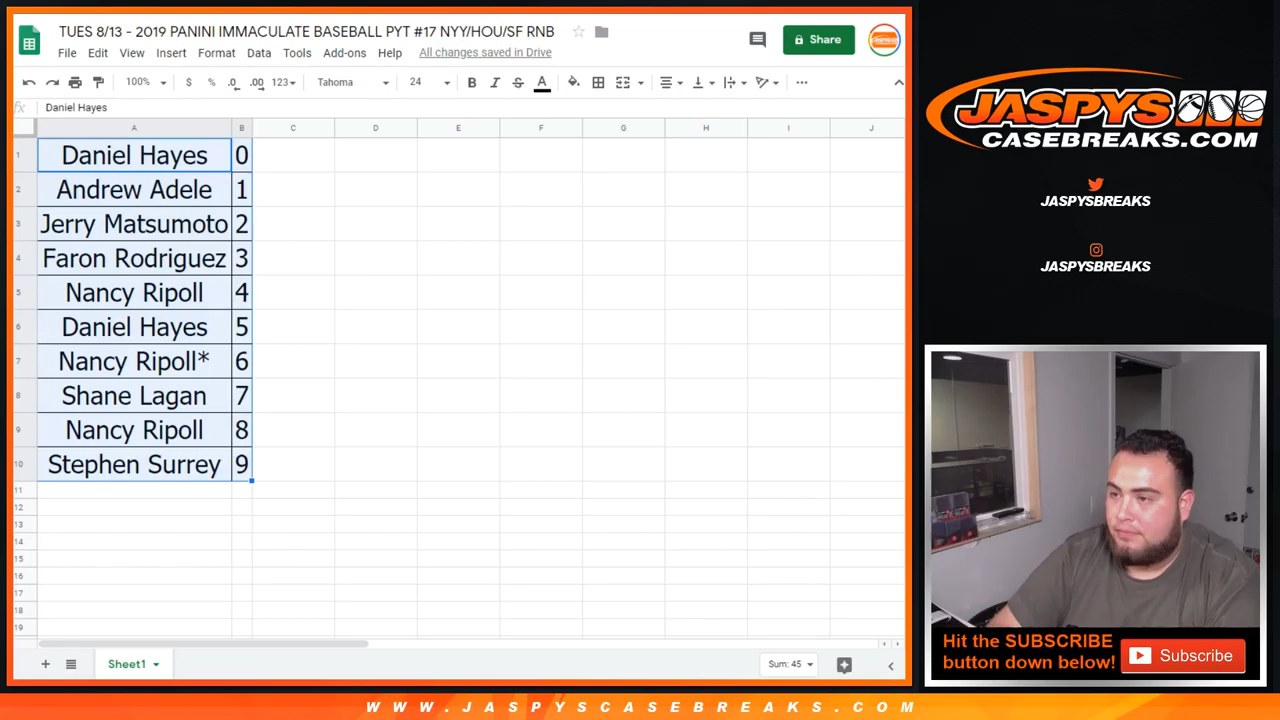 TUES 8/13 - 2019 PANINI IMMACULATE BASEBALL PYT #17 NYY/HOU/SF RNB
File Edit View Insert Format Data Tools Add-ons Help All changes saved in Drive
Share
100% $ % .0 .00 123 Tahoma 24 B I S A
fx Daniel Hayes
A B C D E F G H I J
1 Daniel Hayes 0
2 Andrew Adele 1
3 Jerry Matsumoto 2
4 Faron Rodriguez 3
5 Nancy Ripoll 4
6 Daniel Hayes 5
7 Nancy Ripoll* 6
8 Shane Lagan 7
9 Nancy Ripoll 8
10 Stephen Surrey 9
11
12
13
14
15
16
17
18
19
Sheet1
Sum: 45
JASPYS
CASEBREAKS.COM
JASPYSBREAKS
JASPYSBREAKS
Hit the SUBSCRIBE
button down below!
Subscribe
WWW.JASPYSCASEBREAKS.COM